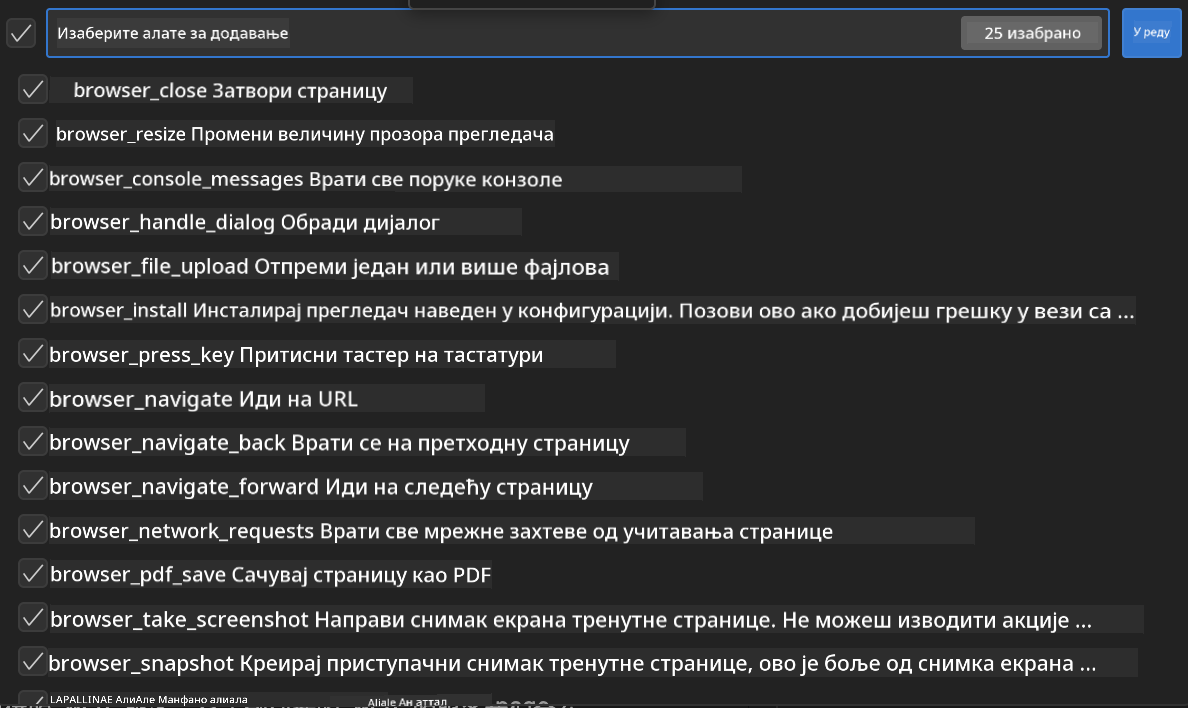 Изаберите алате за додавање
25 изабрано
У реду
browser_close Затвори страницу
browser_resize Промени величину прозора прегледача
browser_console_messages Врати све поруке конзоле
browser_handle_dialog Обради дијалог
browser_file_upload Отпреми један или више фајлова
browser_install Инсталирај прегледач наведен у конфигурацији. Позови ово ако добијеш грешку у вези са ...
browser_press_key Притисни тастер на тастатури
browser_navigate Иди на URL
browser_navigate_back Врати се на претходну страницу
browser_navigate_forward Иди на следећу страницу
browser_network_requests Врати све мрежне захтеве од учитавања странице
browser_pdf_save Сачувај страницу као PDF
browser_take_screenshot Направи снимак екрана тренутне странице. Не можеш изводити акције ...
browser_snapshot Креирај приступачни снимак тренутне странице, ово је боље од снимка екрана ...
LAPALLINAE АлиАле Манфано алиала